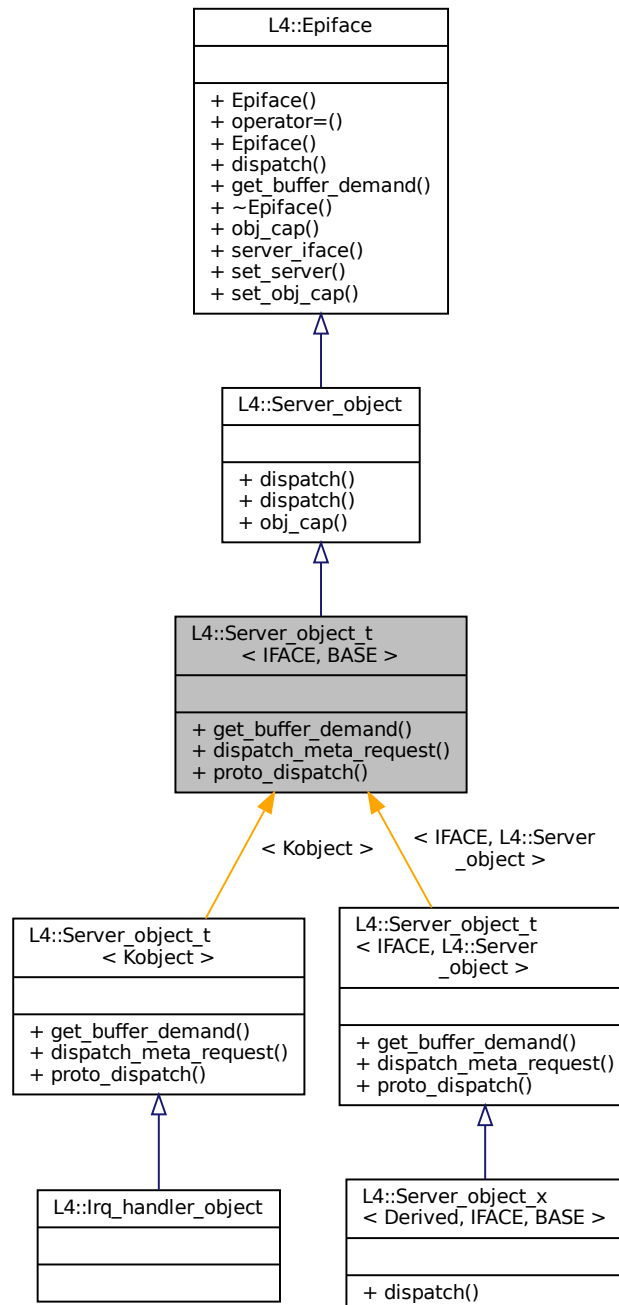 L4::Epiface
+ Epiface()
+ operator=()
+ Epiface()
+ dispatch()
+ get_buffer_demand()
+ ~Epiface()
+ obj_cap()
+ server_iface()
+ set_server()
+ set_obj_cap()
L4::Server_object
+ dispatch()
+ dispatch()
+ obj_cap()
L4::Server_object_t
< IFACE, BASE >
+ get_buffer_demand()
+ dispatch_meta_request()
+ proto_dispatch()
< Kobject >
< IFACE, L4::Server
_object >
L4::Server_object_t
< Kobject >
+ get_buffer_demand()
+ dispatch_meta_request()
+ proto_dispatch()
L4::Server_object_t
< IFACE, L4::Server
_object >
+ get_buffer_demand()
+ dispatch_meta_request()
+ proto_dispatch()
L4::Irq_handler_object
L4::Server_object_x
< Derived, IFACE, BASE >
+ dispatch()